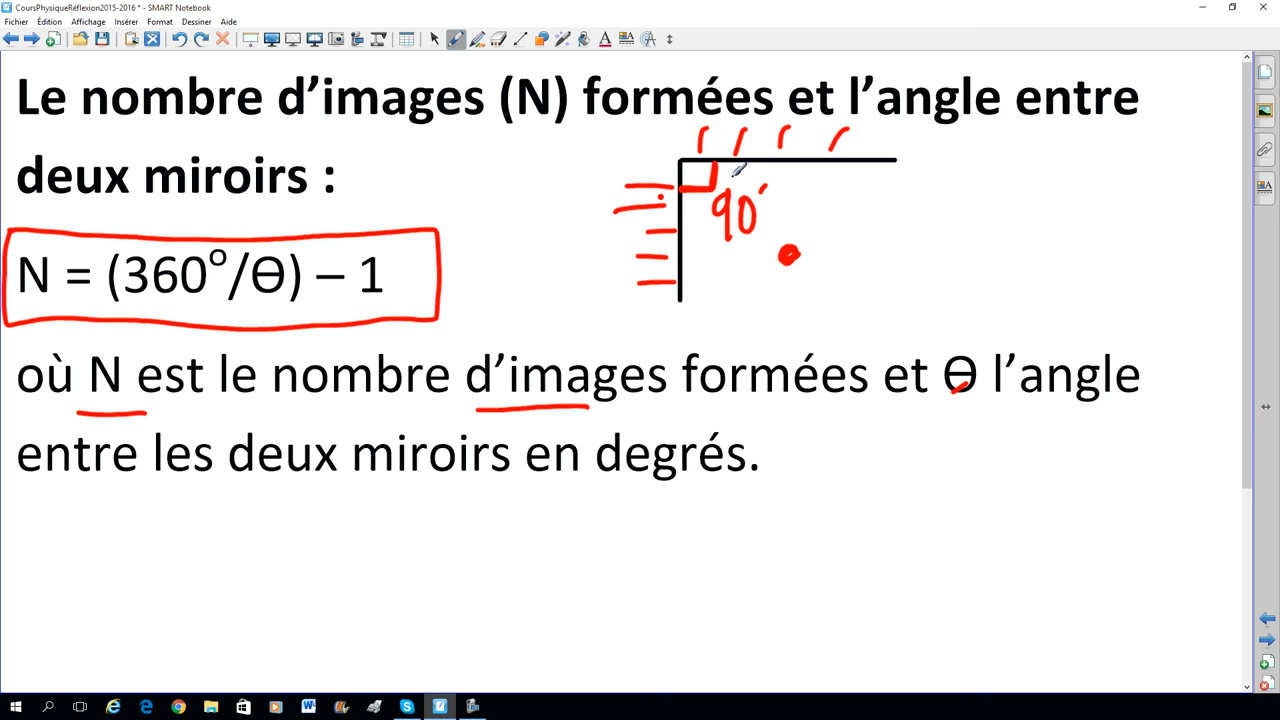 CoursPhysiqueRéflexion2015-2016 * - SMART Notebook
Fichier Édition Affichage Insérer Format Dessiner Aide
Le nombre d’images (N) formées et l’angle entre
deux miroirs :
90°
N = (360º/Ɵ) – 1
où N est le nombre d’images formées et Ɵ l’angle
entre les deux miroirs en degrés.